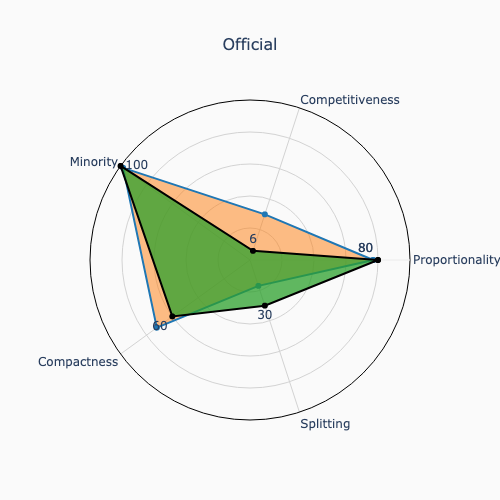 Official
Competitiveness
Minority
100
6
80
Proportionality
60
30
Compactness
Splitting